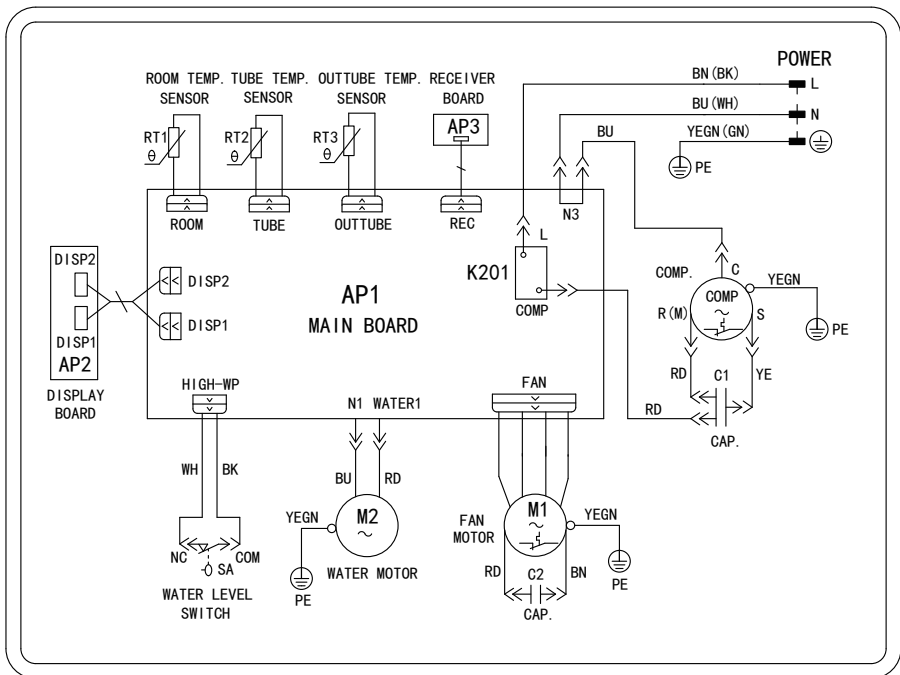 POWER
BN(BK)
L
BU(WH)
N
BU
YEGN(GN)
PE
ROOM TEMP. TUBE TEMP. OUTTUBE TEMP. RECEIVER
SENSOR SENSOR SENSOR BOARD
RT1
θ
RT2
θ
RT3
θ
AP3
ROOM
TUBE
OUTTUBE
REC
N3
L
K201
COMP
AP1
MAIN BOARD
DISP2
DISP1
AP2
DISPLAY
BOARD
DISP2
DISP1
COMP.
C
YEGN
COMP
R(M)
S
PE
RD
C1
YE
RD
CAP.
HIGH-WP
N1 WATER1
FAN
WH
BK
BU
RD
YEGN
M2
PE
WATER MOTOR
NC
COM
SA
WATER LEVEL
SWITCH
FAN
MOTOR
M1
YEGN
PE
RD
C2
BN
CAP.